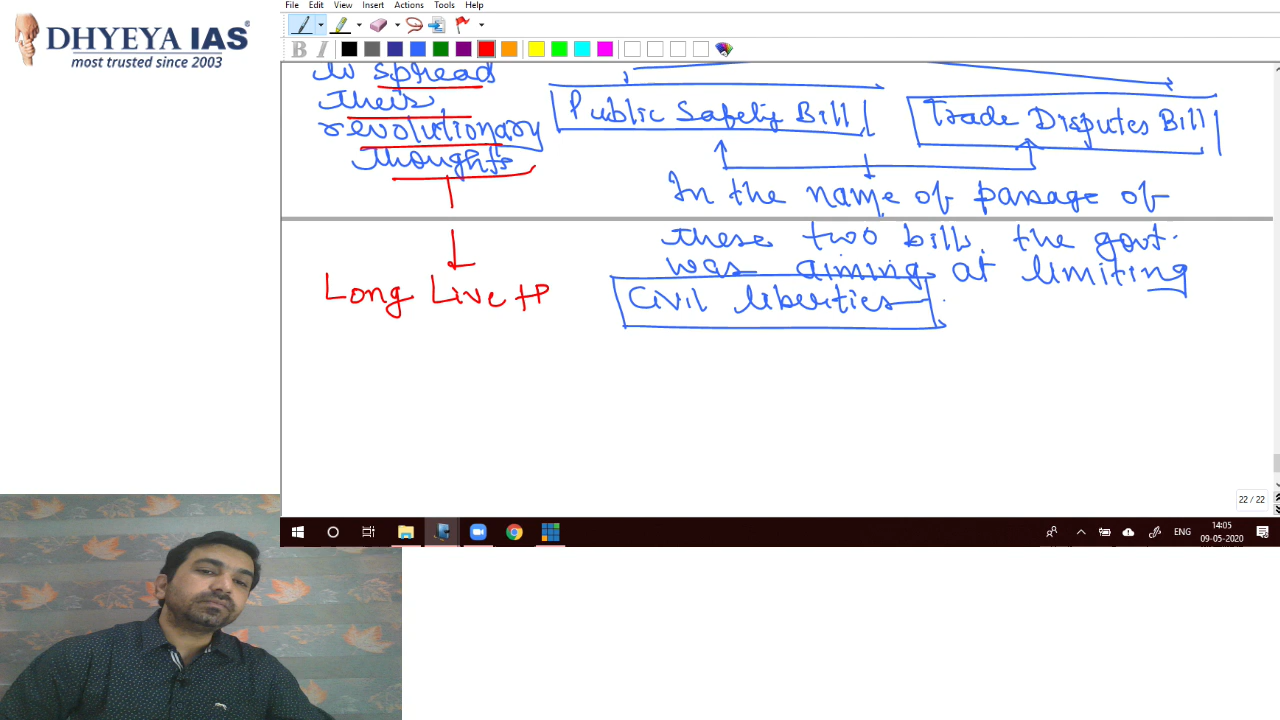 DHYEYA IAS
most trusted since 2003
File Edit View Insert Actions Tools Help
B I
to spread
their
revolutionary
thoughts
Long Live th
Public Safety Bill
Trade Disputes Bill
In the name of passage of
these two bills, the govt.
was aiming at limiting
Civil liberties
22 / 22
ENG
14:05
09-05-2020